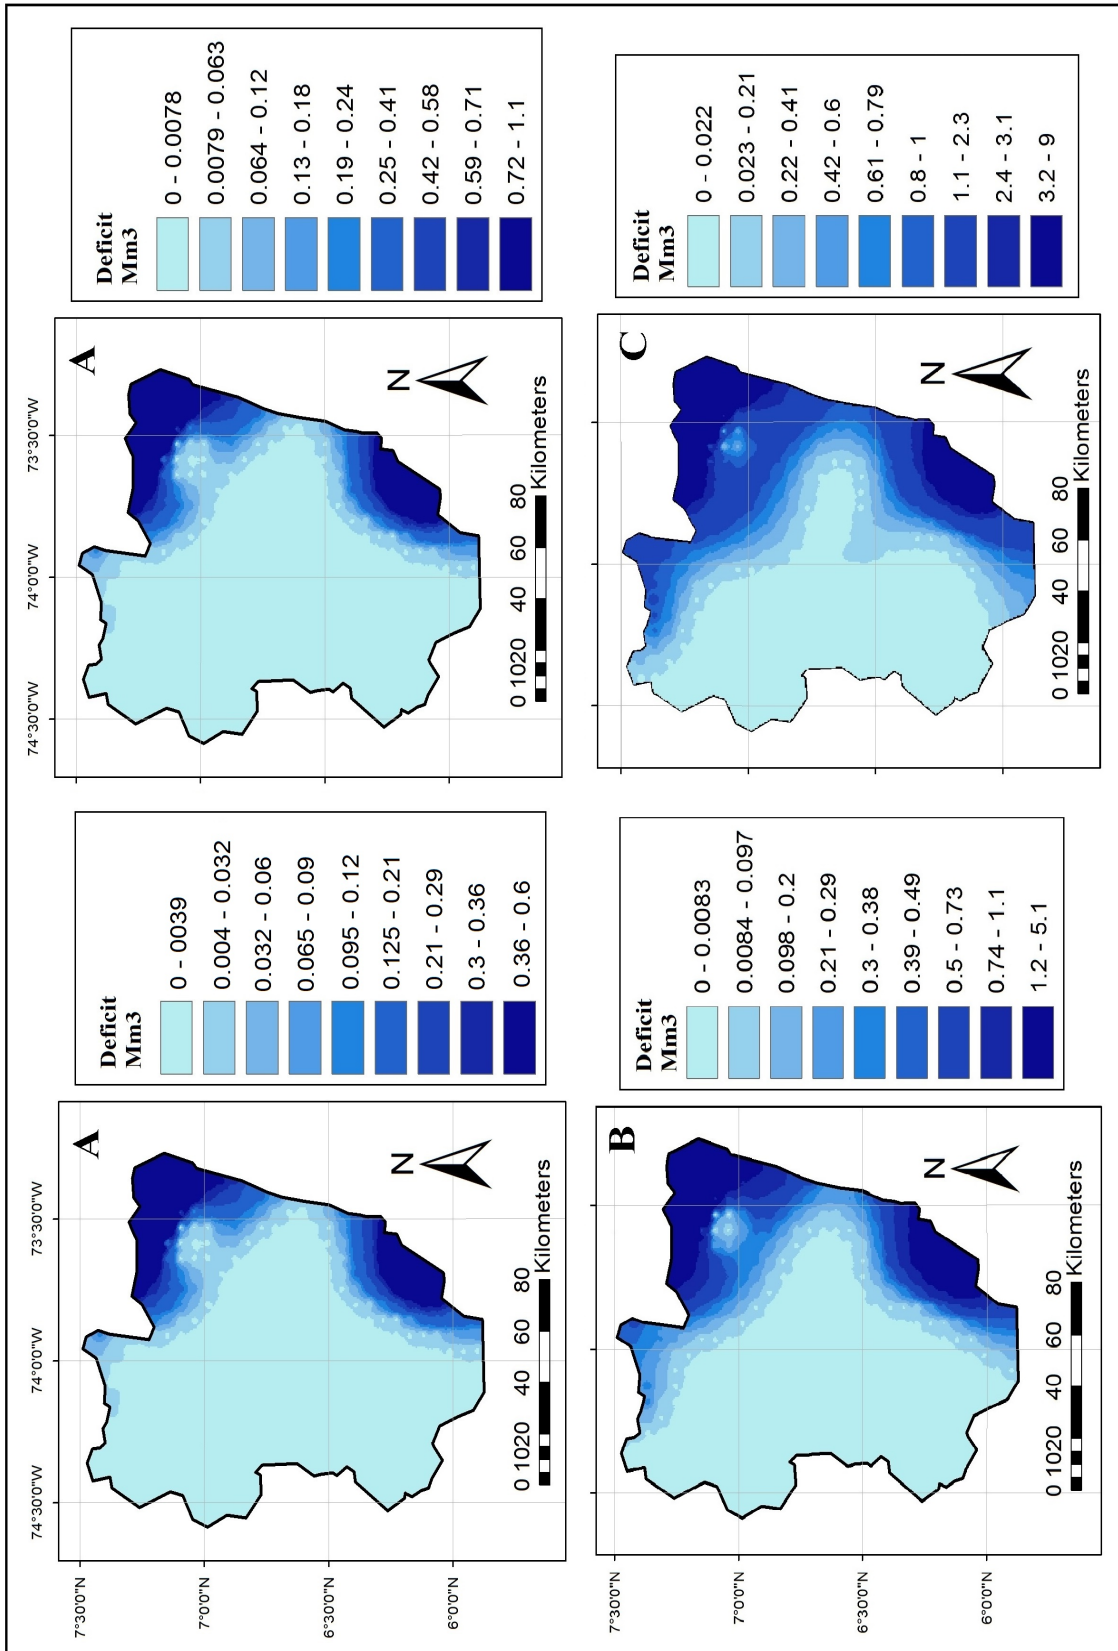 74°30'0"W
74°0'0"W
73°30'0"W
7°30'0"N
7°0'0"N
6°30'0"N
6°0'0"N
A
N
0 1020 40 60 80
Kilometers
Deficit
Mm3
0 - 0039
0.004 - 0.032
0.032 - 0.06
0.065 - 0.09
0.095 - 0.12
0.125 - 0.21
0.21 - 0.29
0.3 - 0.36
0.36 - 0.6
74°30'0"W
74°0'0"W
73°30'0"W
A
N
0 1020 40 60 80
Kilometers
Deficit
Mm3
0 - 0.0078
0.0079 - 0.063
0.064 - 0.12
0.13 - 0.18
0.19 - 0.24
0.25 - 0.41
0.42 - 0.58
0.59 - 0.71
0.72 - 1.1
7°30'0"N
7°0'0"N
6°30'0"N
6°0'0"N
B
N
0 1020 40 60 80
Kilometers
Deficit
Mm3
0 - 0.0083
0.0084 - 0.097
0.098 - 0.2
0.21 - 0.29
0.3 - 0.38
0.39 - 0.49
0.5 - 0.73
0.74 - 1.1
1.2 - 5.1
C
N
0 1020 40 60 80
Kilometers
Deficit
Mm3
0 - 0.022
0.023 - 0.21
0.22 - 0.41
0.42 - 0.6
0.61 - 0.79
0.8 - 1
1.1 - 2.3
2.4 - 3.1
3.2 - 9